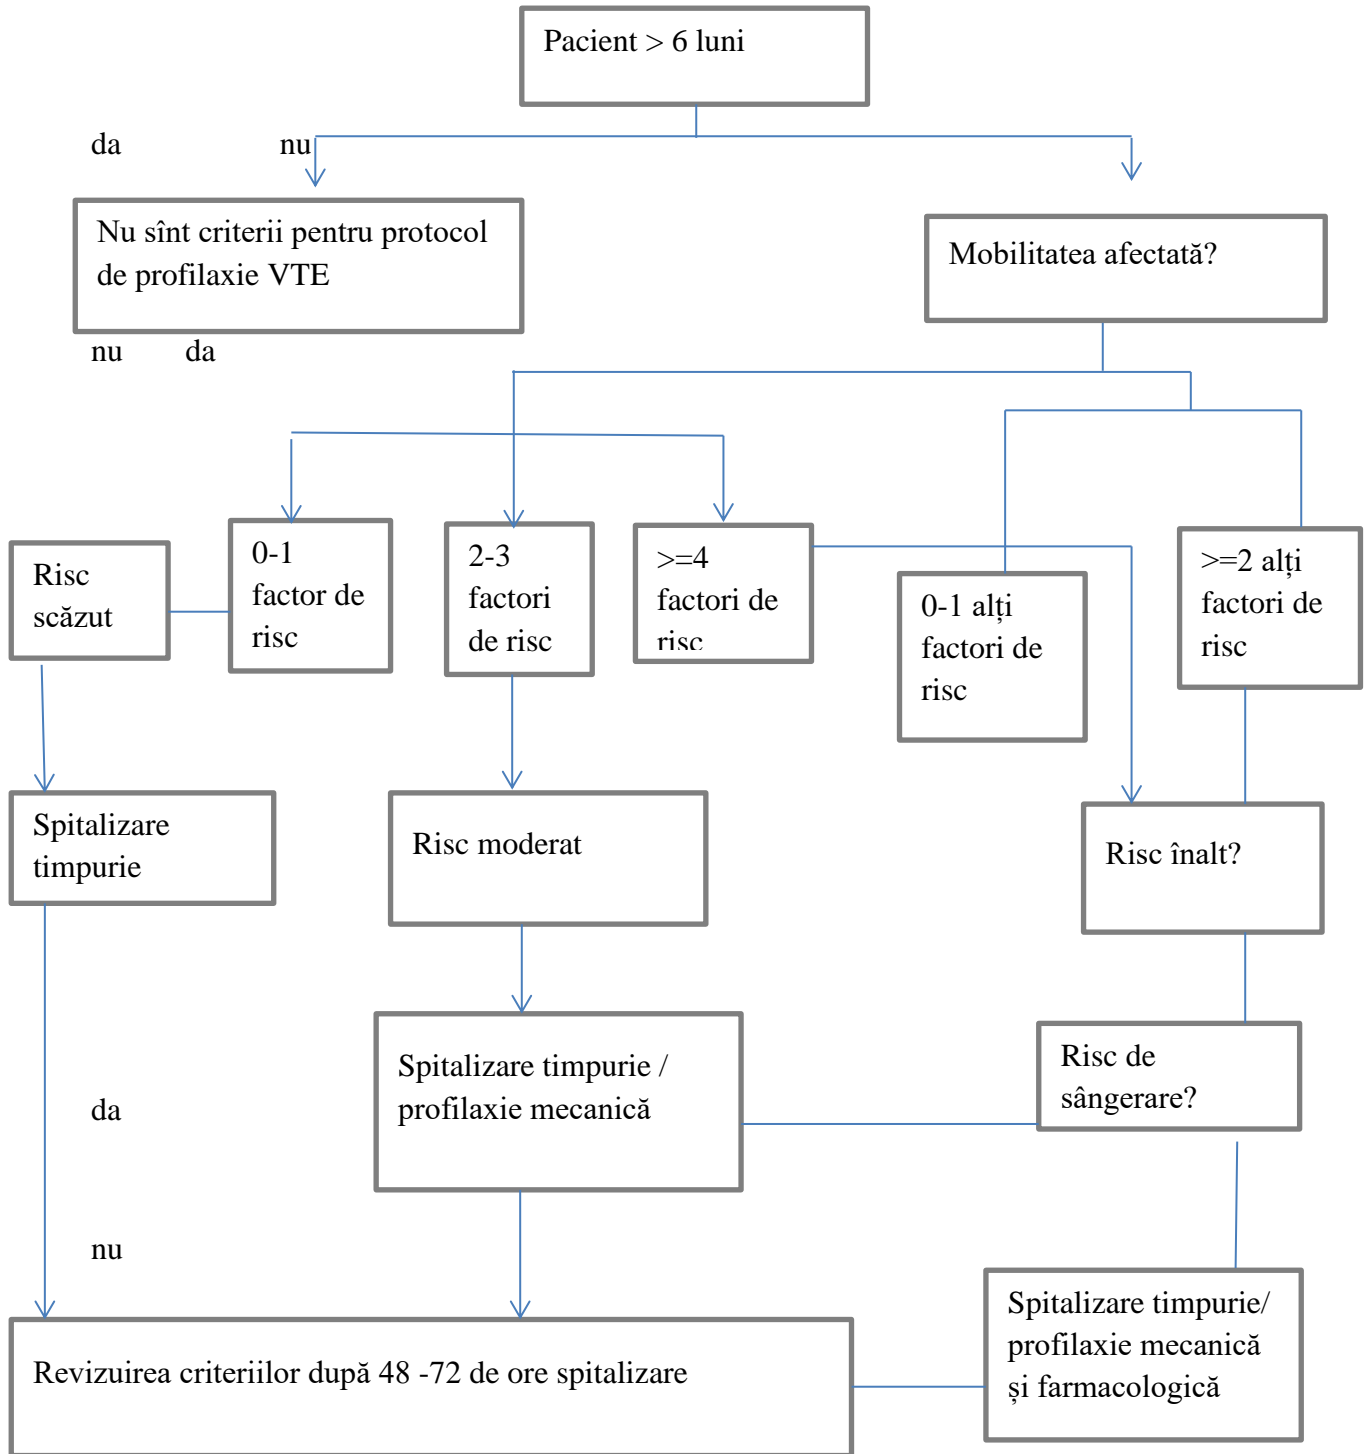 Pacient > 6 luni
da nu
Nu sînt criterii pentru protocol
de profilaxie VTE
Mobilitatea afectată?
nu da
Risc
scăzut
0-1
factor de
risc
2-3
factori
de risc
>=4
factori de
risc
0-1 alți
factori de
risc
>=2 alți
factori de
risc
Spitalizare
timpurie
Risc moderat
Risc înalt?
Spitalizare timpurie /
profilaxie mecanică
Risc de
sângerare?
da
nu
Spitalizare timpurie/
profilaxie mecanică
și farmacologică
Revizuirea criteriilor după 48 -72 de ore spitalizare